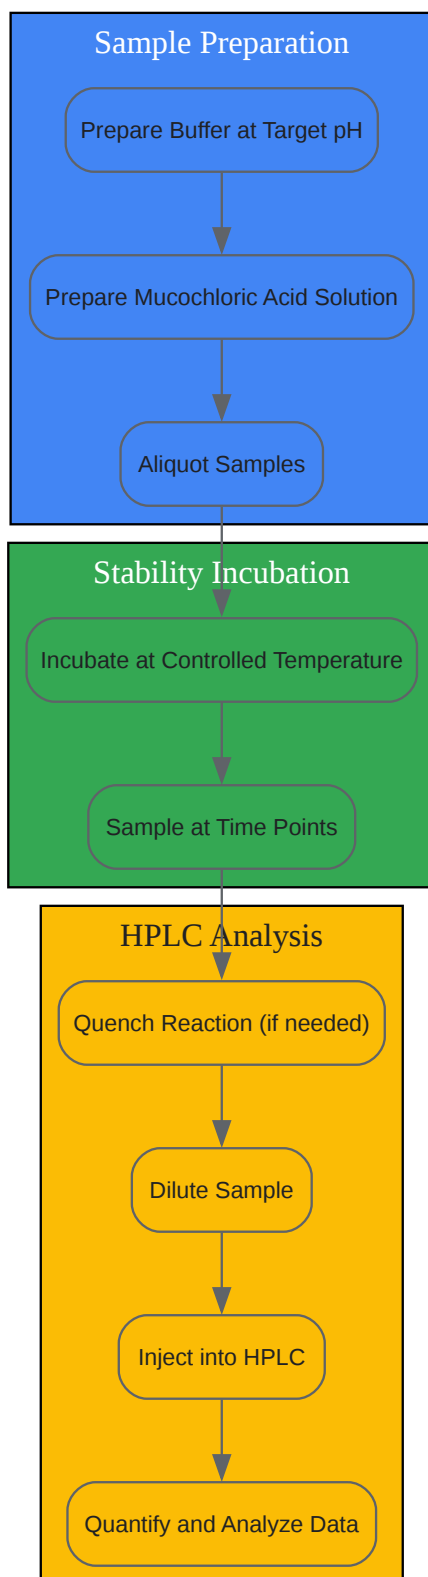 Sample Preparation
Prepare Buffer at Target pH
Prepare Mucochloric Acid Solution
Aliquot Samples
Stability Incubation
Incubate at Controlled Temperature
Sample at Time Points
HPLC Analysis
Quench Reaction (if needed)
Dilute Sample
Inject into HPLC
Quantify and Analyze Data